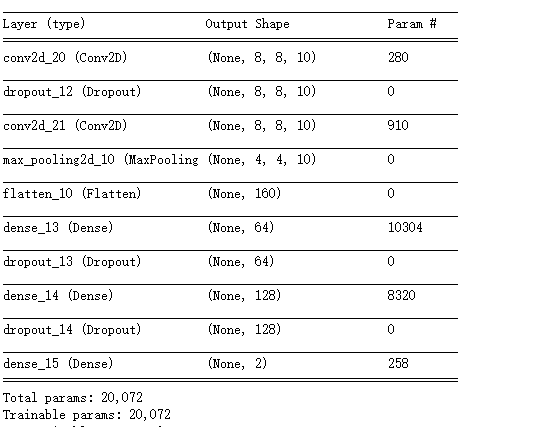 Layer (type) Output Shape Param #
conv2d_20 (Conv2D) (None, 8, 8, 10) 280
dropout_12 (Dropout) (None, 8, 8, 10) 0
conv2d_21 (Conv2D) (None, 8, 8, 10) 910
max_pooling2d_10 (MaxPooling (None, 4, 4, 10) 0
flatten_10 (Flatten) (None, 160) 0
dense_13 (Dense) (None, 64) 10304
dropout_13 (Dropout) (None, 64) 0
dense_14 (Dense) (None, 128) 8320
dropout_14 (Dropout) (None, 128) 0
dense_15 (Dense) (None, 2) 258
Total params: 20,072
Trainable params: 20,072